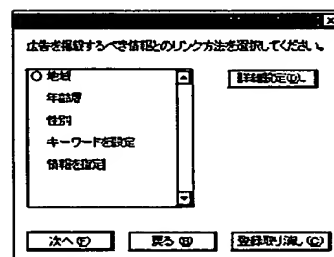 広告を掲載するべき情報とのリンク方法を選択してください。
○ 地域
詳細設定(D)...
年齢層
性別
キーワードを設定
情報を指定
次へ(F)
戻る(B)
登録取り消し(C)